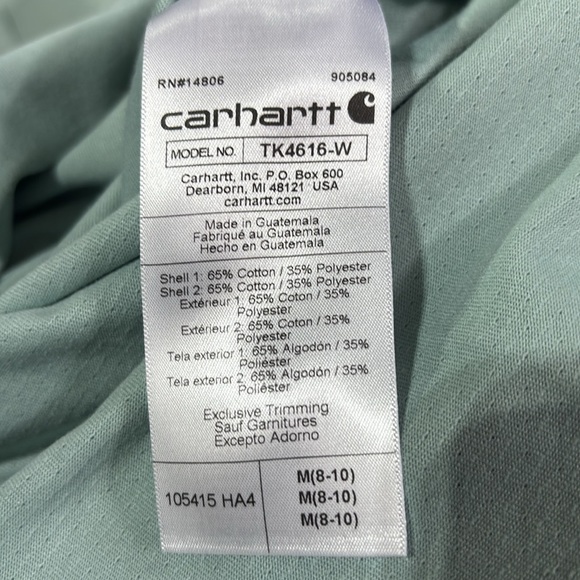 RN#14806 905084
carhartt
MODEL NO. TK4616-W
Carhartt, Inc. P.O. Box 600
Dearborn, MI 48121 USA
carhartt.com
Made in Guatemala
Fabriqué au Guatemala
Hecho en Guatemala
Shell 1: 65% Cotton / 35% Polyester
Shell 2: 65% Cotton / 35% Polyester
Extérieur 1: 65% Coton / 35%
Polyester
Extérieur 2: 65% Coton / 35%
Polyester
Tela exterior 1: 65% Algodón / 35%
Poliéster
Tela exterior 2: 65% Algodón / 35%
Poliéster
Exclusive Trimming
Sauf Garnitures
Excepto Adorno
105415 HA4
M(8-10)
M(8-10)
M(8-10)